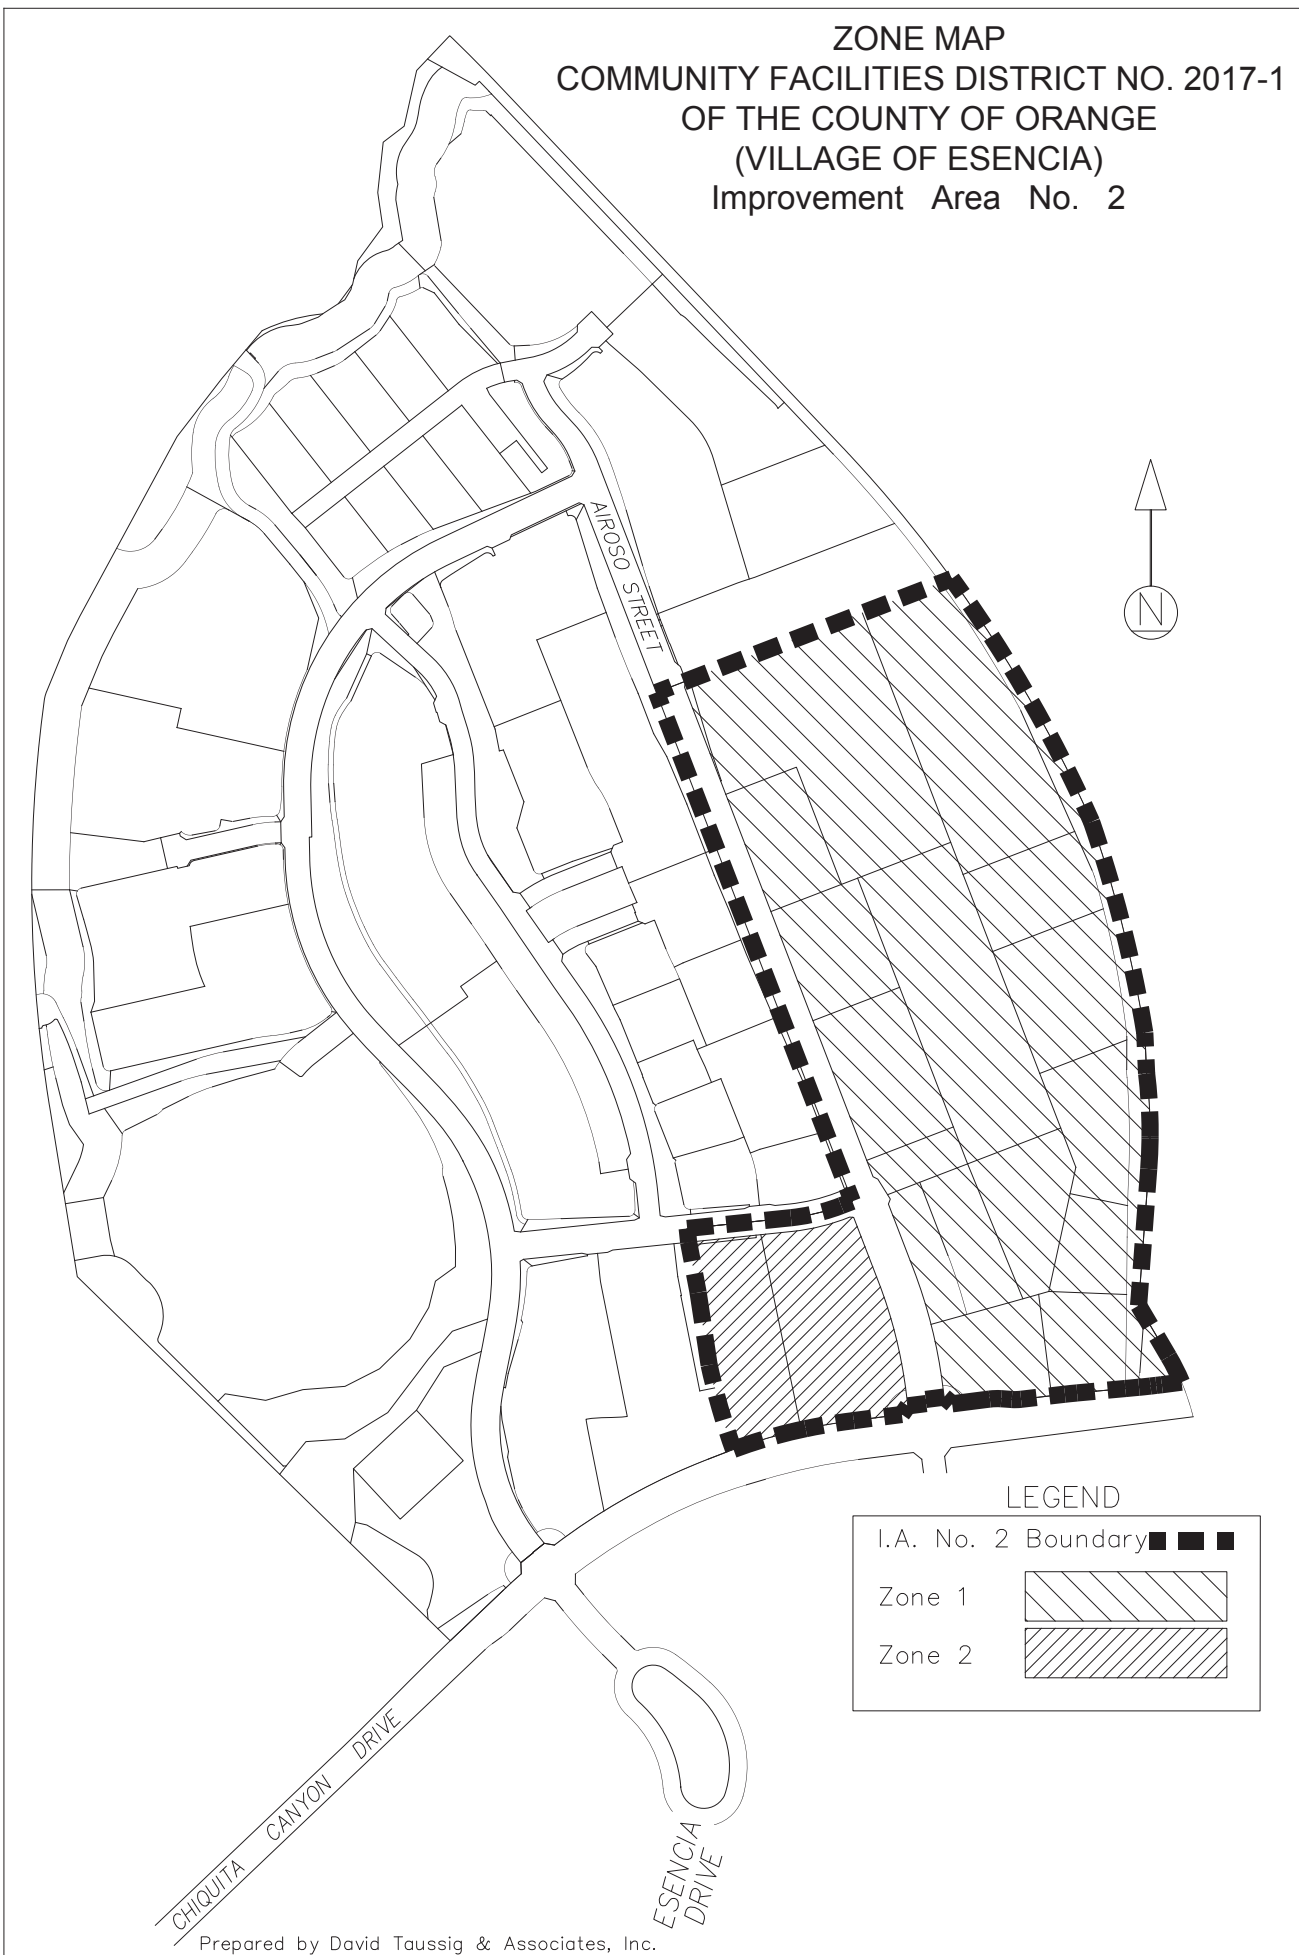 ZONE MAP
COMMUNITY FACILITIES DISTRICT NO. 2017-1
OF THE COUNTY OF ORANGE
(VILLAGE OF ESENCIA)
Improvement Area No. 2
AIROSO STREET
N
LEGEND
I.A. No. 2 Boundary
Zone 1
Zone 2
CHIQUITA CANYON DRIVE
ESENCIA
DRIVE
Prepared by David Taussig & Associates, Inc.